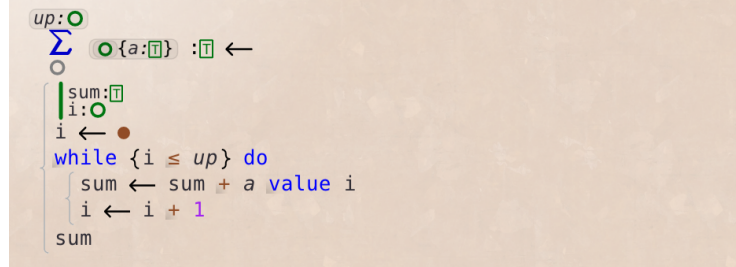 up:○
∑ ○{a:🅃} :🅃 ←
○
sum:🅃
i:○
i ← ●
while {i ≤ up} do
sum ← sum + a value i
i ← i + 1
sum